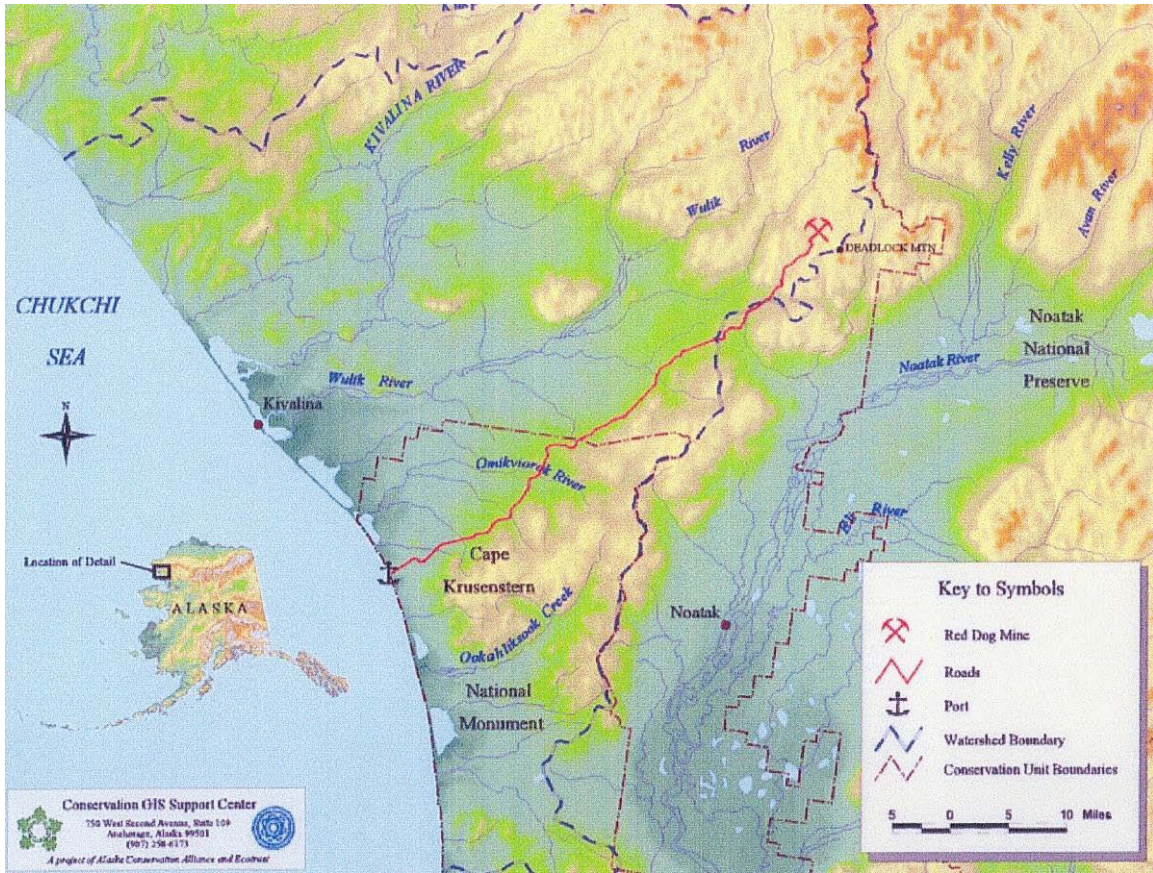 KIVALINA RIVER
River
Wulik
Kelly River
Avan River
DEADLOCK MTN
CHUKCHI
SEA
Noatak
National
Preserve
Noatak River
Wulik River
N
Kivalina
Omikviorok River
Eli River
Location of Detail
ALASKA
Cape
Krusenstern
Noatak
Ookahliksook Creek
National
Monument
Key to Symbols
Red Dog Mine
Roads
Port
Watershed Boundary
Conservation Unit Boundaries
5 0 5 10 Miles
Conservation GIS Support Center
750 West Second Avenue, Suite 109
Anchorage, Alaska 99501
(907) 258-6173
A project of Alaska Conservation Alliance and Ecotrust